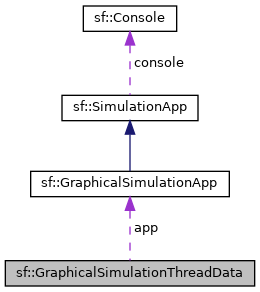 sf::Console
console
sf::SimulationApp
sf::GraphicalSimulationApp
app
sf::GraphicalSimulationThreadData